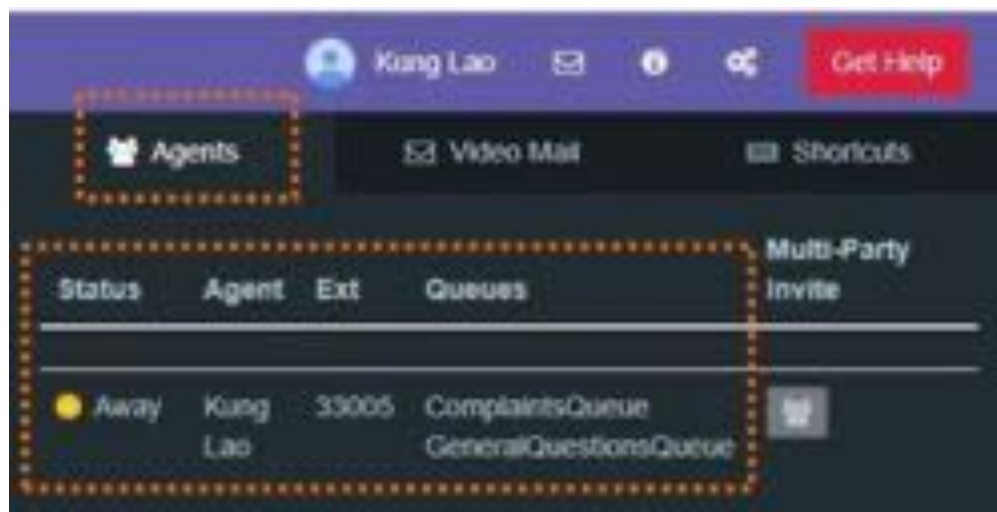 Kung Lao Get Help
Agents Video Mail Shortcuts
Multi-Party
Status Agent Ext Queues Invite
Away Kung 33005 ComplaintsQueue
Lao GeneralQuestionsQueue